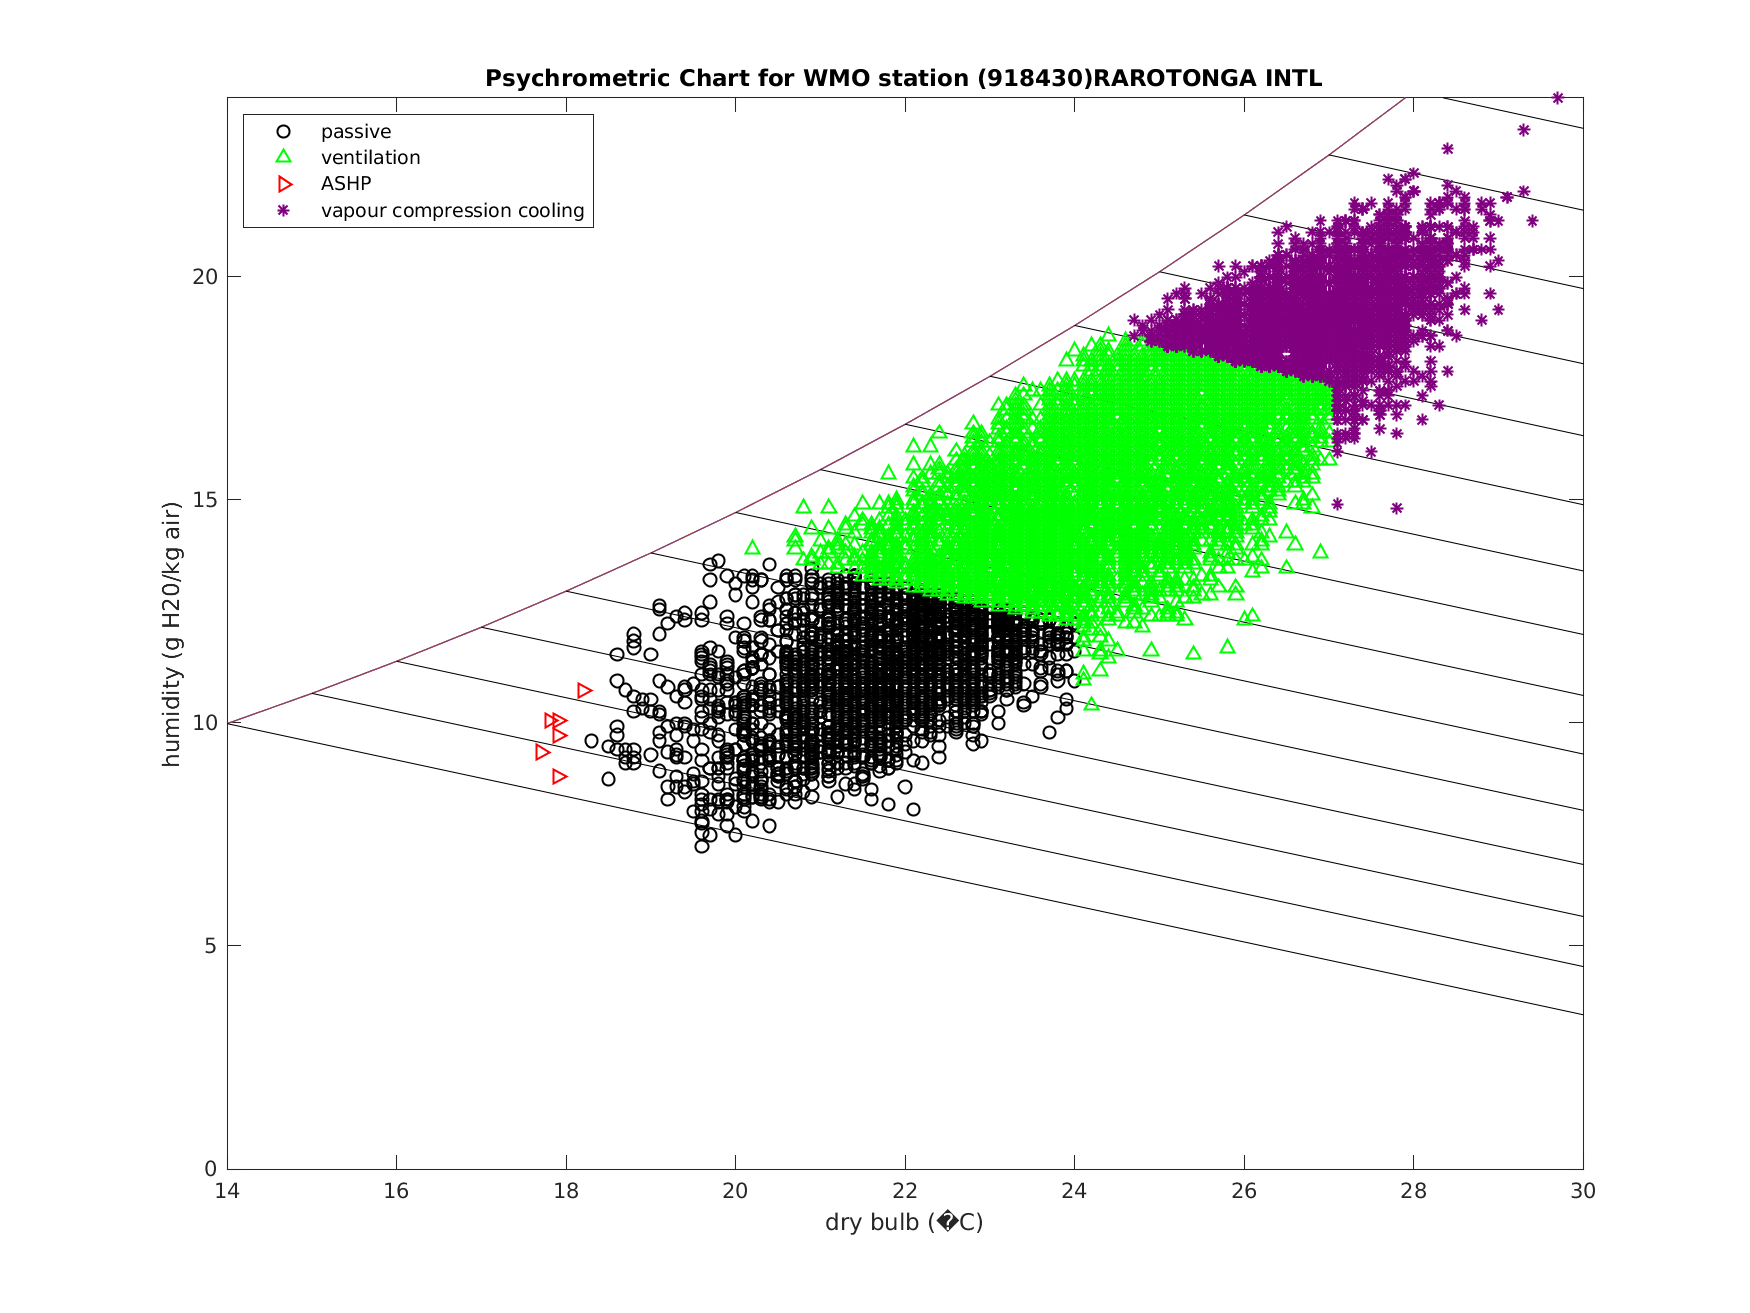 Psychrometric Chart for WMO station (918430)RAROTONGA INTL
passive
ventilation
ASHP
vapour compression cooling
humidity (g H20/kg air)
20
15
10
5
0
14 16 18 20 22 24 26 28 30
dry bulb (�C)